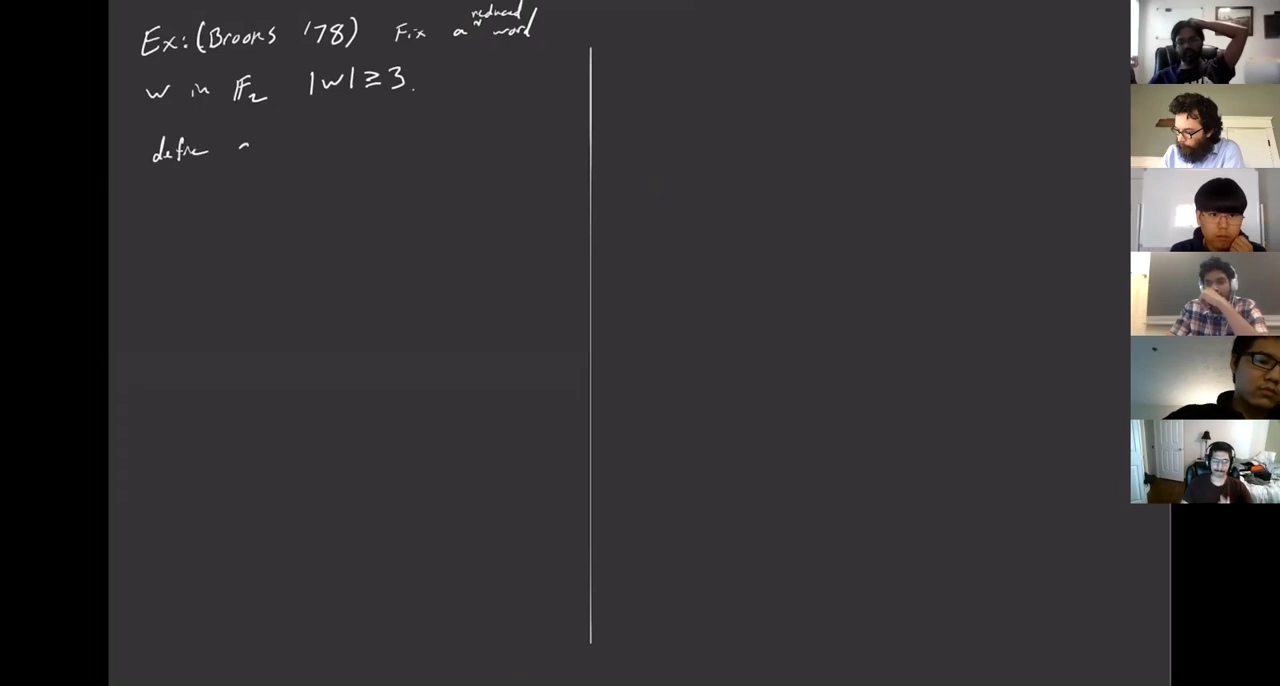 Ex: (Brooks '78) Fix a reduced word
w in 𝔽₂ |w| ≥ 3.
define